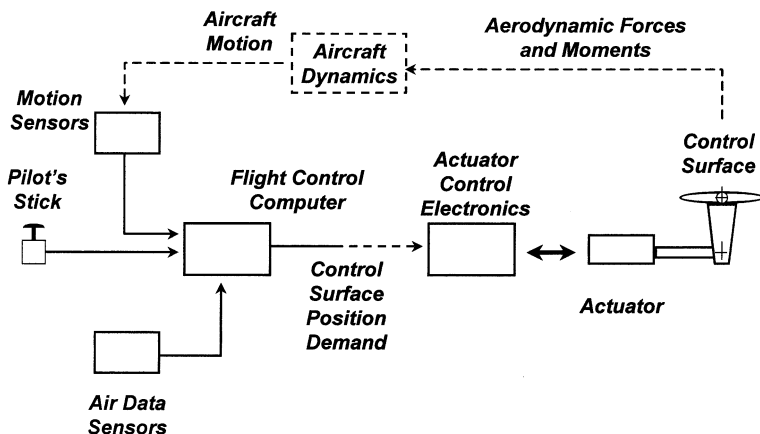 Aircraft
Motion
Aircraft
Dynamics
Aerodynamic Forces
and Moments
Motion
Sensors
Control
Surface
Pilot's
Stick
Flight Control
Computer
Actuator
Control
Electronics
Control
Surface
Position
Demand
Actuator
Air Data
Sensors